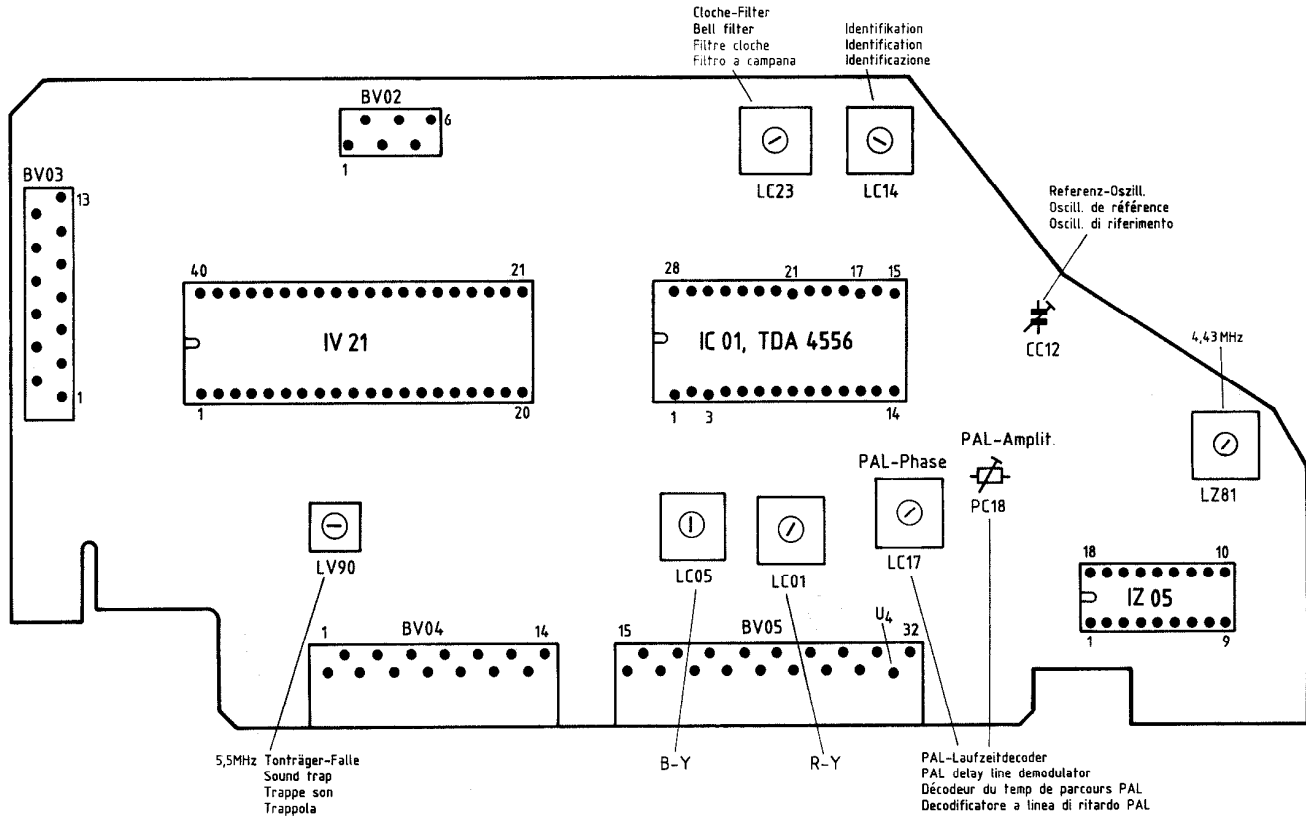 Cloche-Filter
Bell filter
Filtre cloche
Filtro a campana
Identifikation
Identification
Identificazione
BV02
6
1
LC23
LC14
BV03
13
1
Referenz-Oszill.
Oscill. de référence
Oscill. di riferimento
CC12
40
21
IV 21
1
20
28
21
17
15
IC 01, TDA 4556
1
3
14
4,43 MHz
LZ81
PAL-Phase
PAL-Amplit.
PC18
LV90
LC05
LC01
LC17
18
10
IZ 05
1
9
1
BV04
14
15
BV05
U4
32
5,5MHz Tonträger-Falle
Sound trap
Trappe son
Trappola
B-Y
R-Y
PAL-Laufzeitdecoder
PAL delay line demodulator
Décodeur du temp de parcours PAL
Decodificatore a linea di ritardo PAL